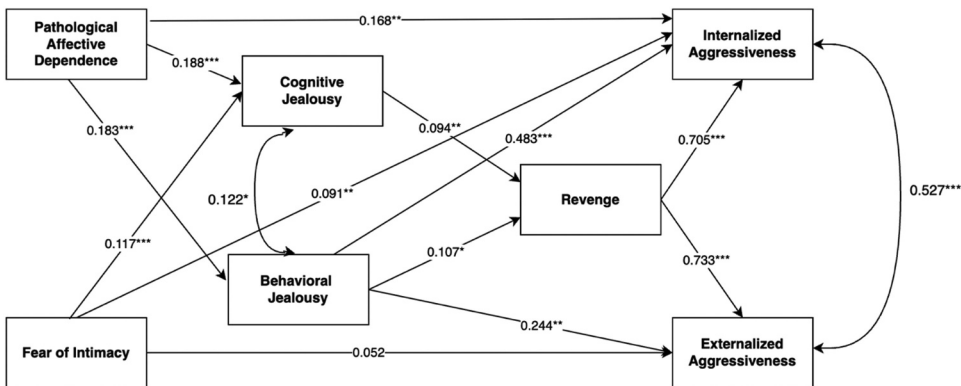 Pathological
Affective
Dependence
0.168**
Internalized
Aggressiveness
0.188***
Cognitive
Jealousy
0.183***
0.094**
0.483***
0.705***
0.122*
0.091**
Revenge
0.527***
0.117***
0.107*
Behavioral
Jealousy
0.733***
0.244**
Fear of Intimacy
0.052
Externalized
Aggressiveness